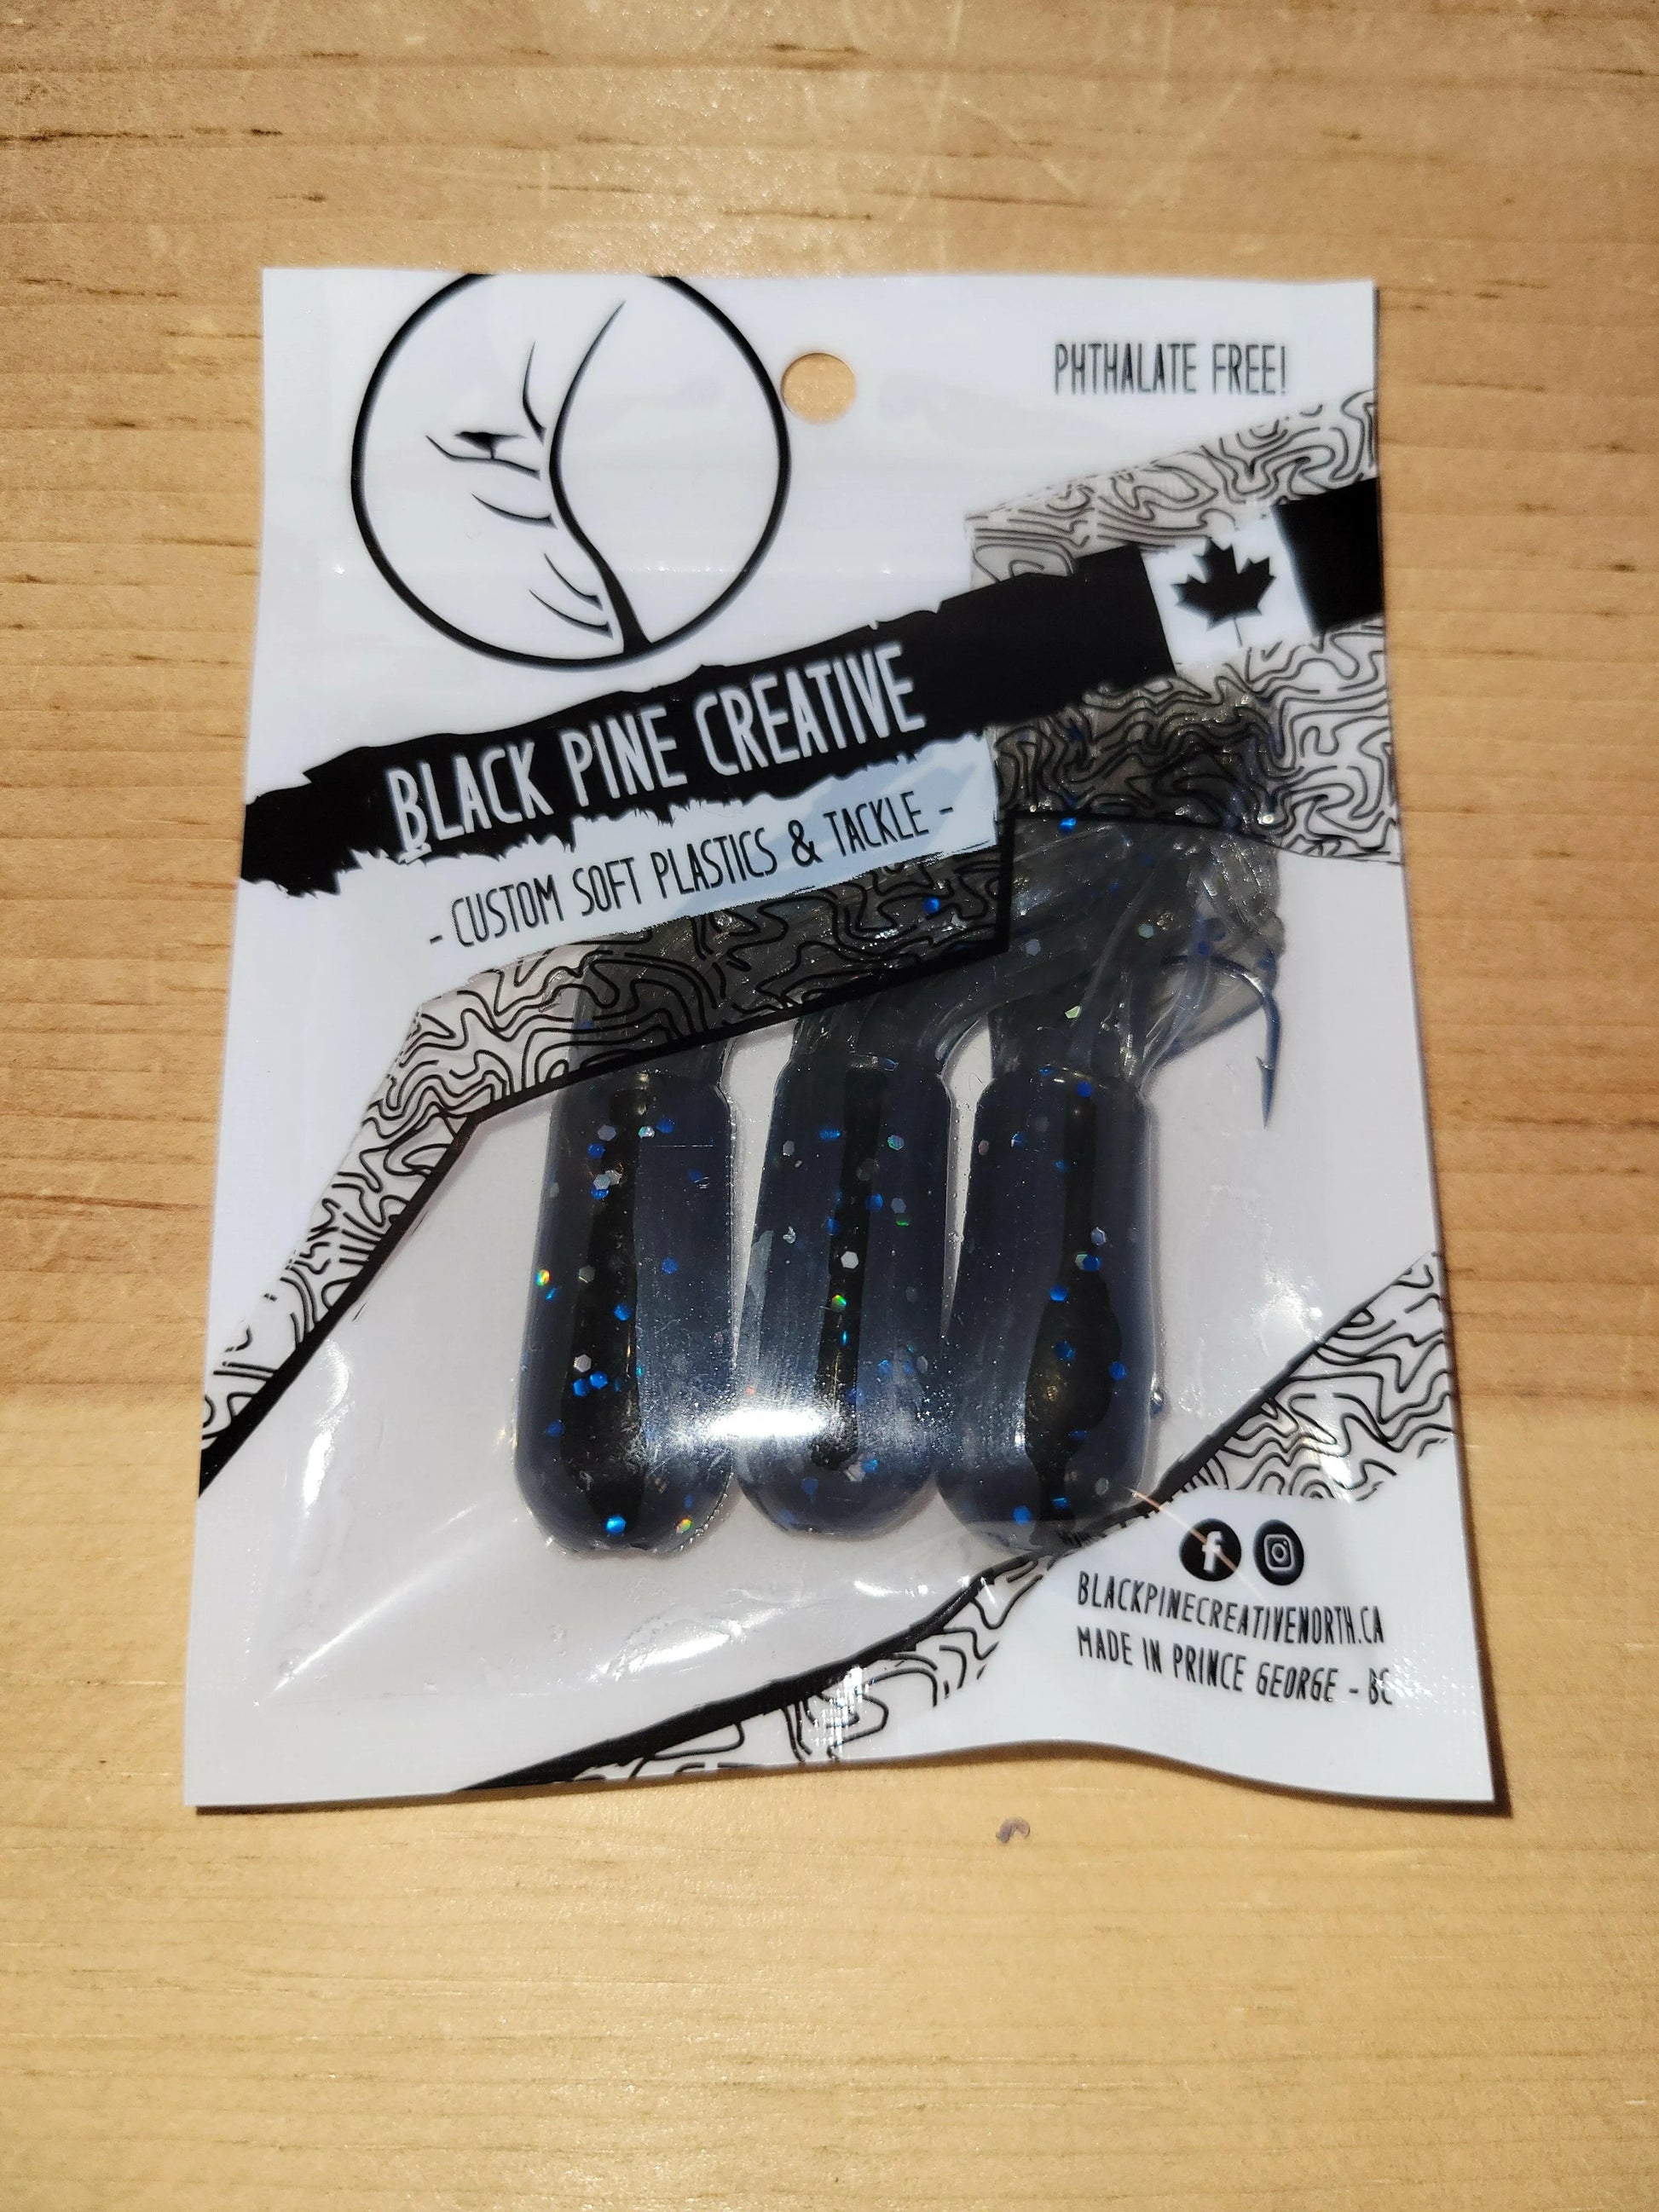 PHTHALATE FREE!
BLACK PINE CREATIVE
- CUSTOM SOFT PLASTICS & TACKLE -
BLACKPINECREATIVENORTH.CA
MADE IN PRINCE GEORGE - BC